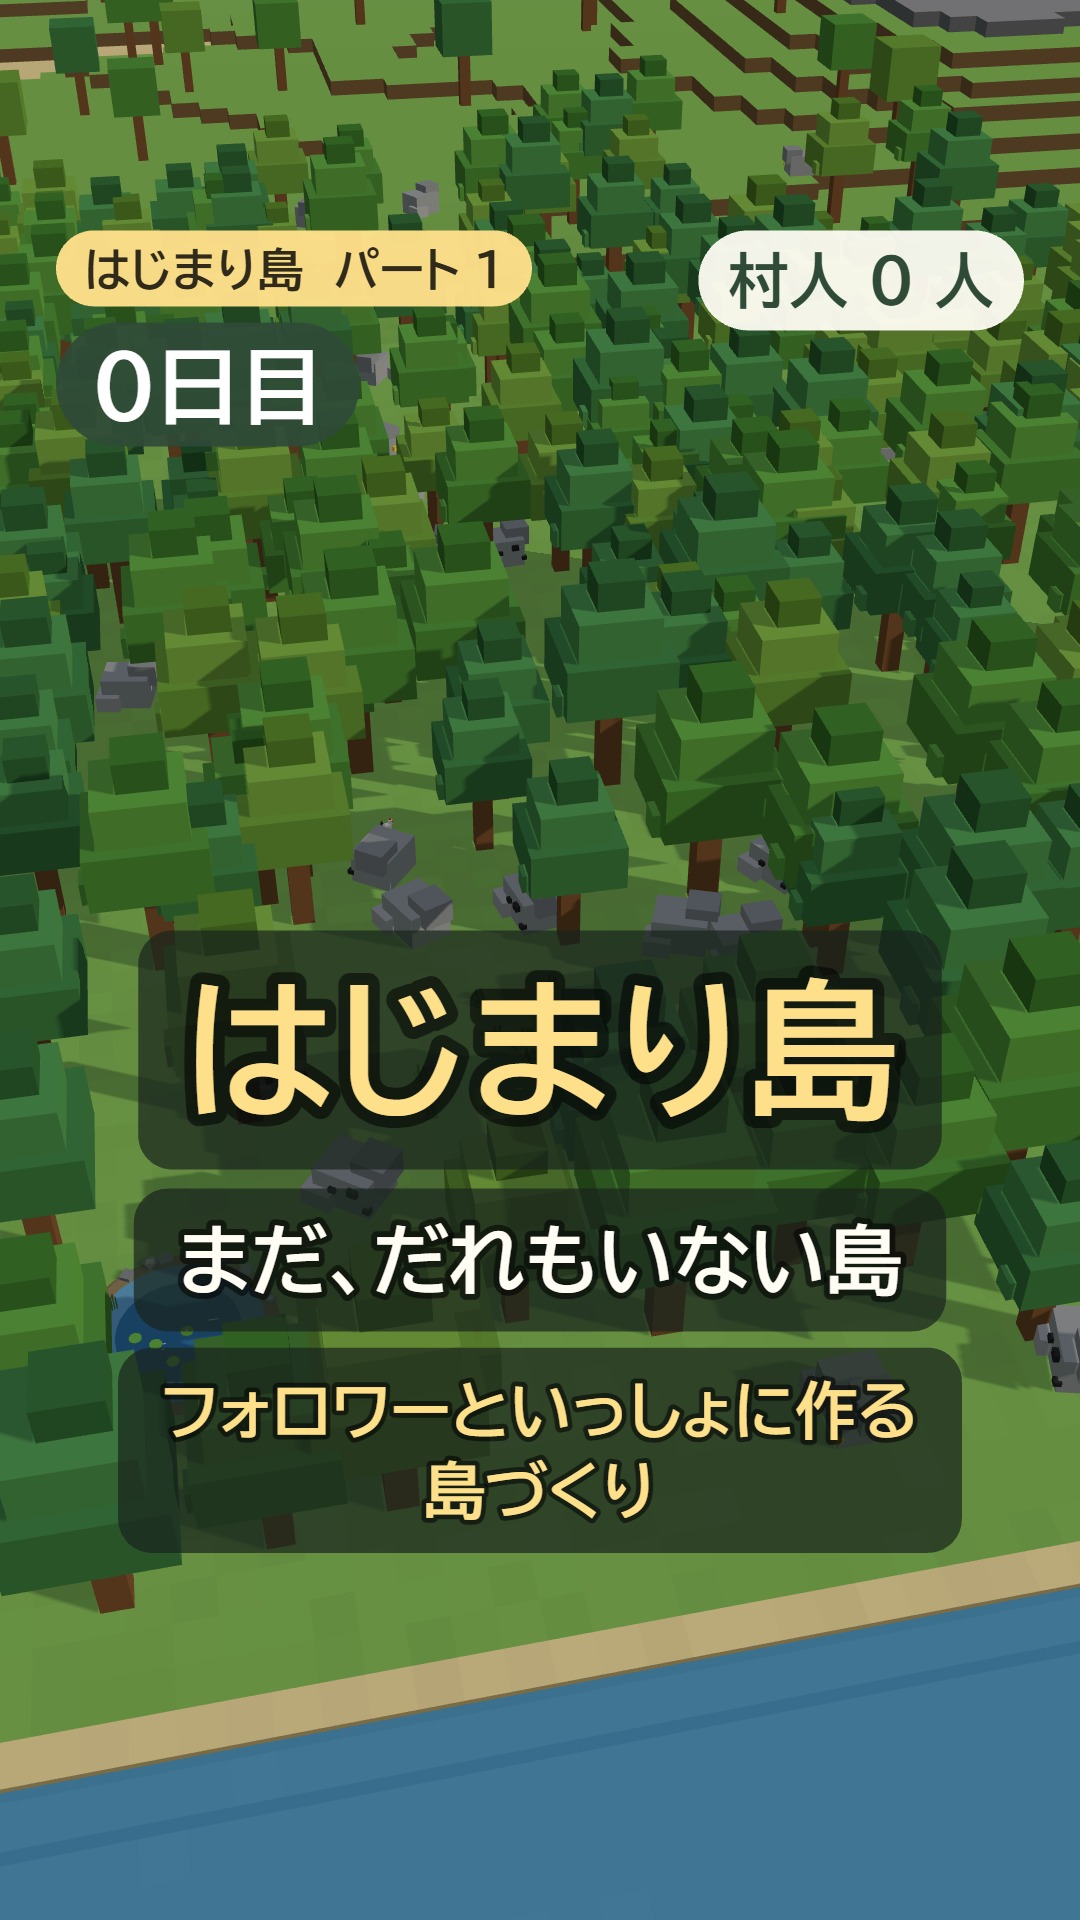 はじまり島 パート 1
村人 0 人
0日目
はじまり島
まだ、だれもいない島
フォロワーといっしょに作る
島づくり